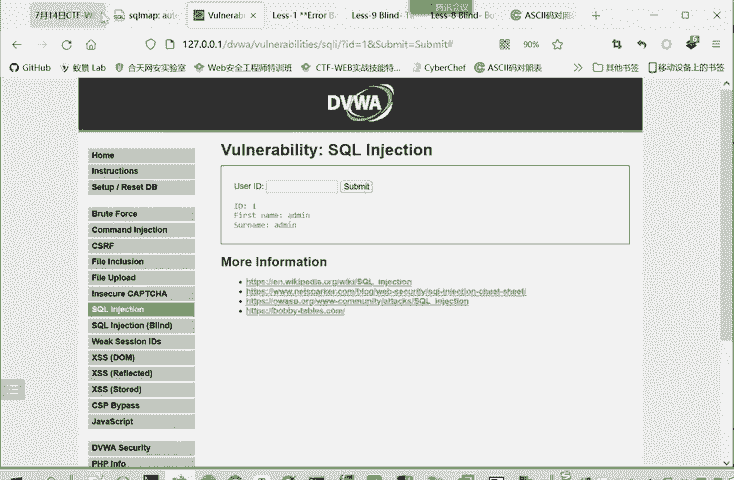 腾讯会议
7月14日CTF-W
sqlmap: aut
Vulnerab
Less-1 **Error B
Less-9 Blind- Ti
Less-8 Blind- Bo
ASCII码对照
127.0.0.1/dvwa/vulnerabilities/sqli/?id=1&Submit=Submit#
90%
GitHub
蚁景 Lab
合天网安实验室
Web安全工程师特训班
CTF-WEB实战技能特...
CyberChef
ASCII码对照表
其他书签
移动设备上的书签
DVWA
Home
Instructions
Setup / Reset DB
Brute Force
Command Injection
CSRF
File Inclusion
File Upload
Insecure CAPTCHA
SQL Injection
SQL Injection (Blind)
Weak Session IDs
XSS (DOM)
XSS (Reflected)
XSS (Stored)
CSP Bypass
JavaScript
DVWA Security
PHP Info
Vulnerability: SQL Injection
User ID:
Submit
ID: 1
First name: admin
Surname: admin
More Information
https://en.wikipedia.org/wiki/SQL_injection
https://www.netsparker.com/blog/web-security/sql-injection-cheat-sheet/
https://owasp.org/www-community/attacks/SQL_Injection
https://bobby-tables.com/